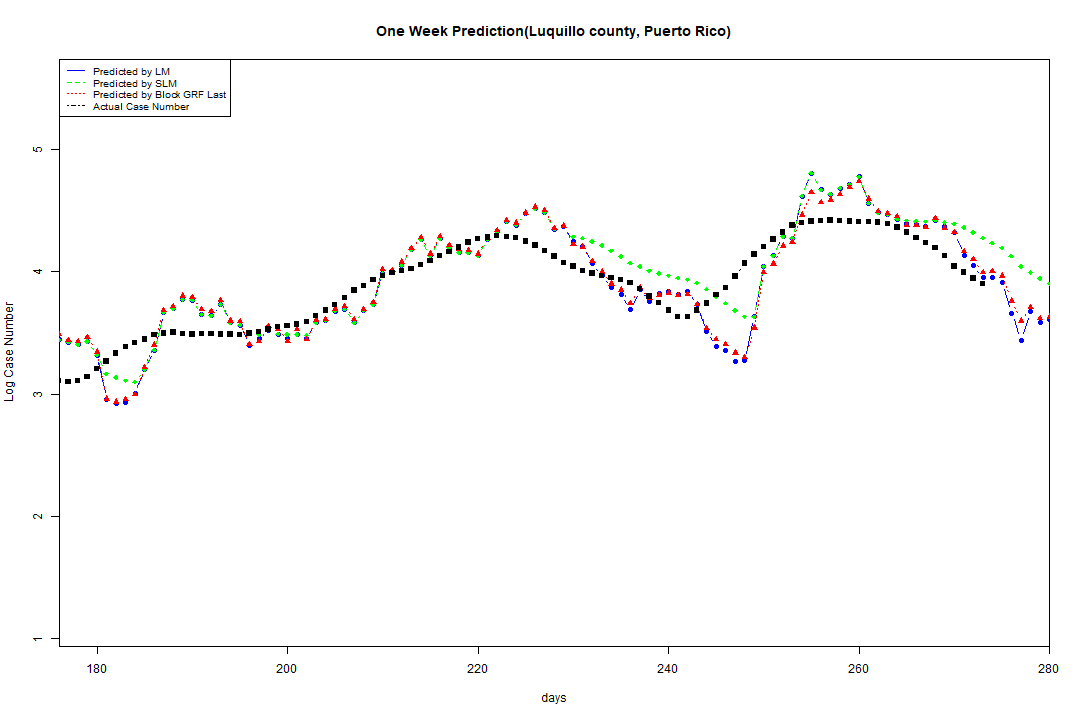 One Week Prediction(Luquillo county, Puerto Rico)
Predicted by LM
Predicted by SLM
Predicted by Block GRF Last
Actual Case Number
5
4
3
2
1
Log Case Number
180 200 220 240 260 280
days